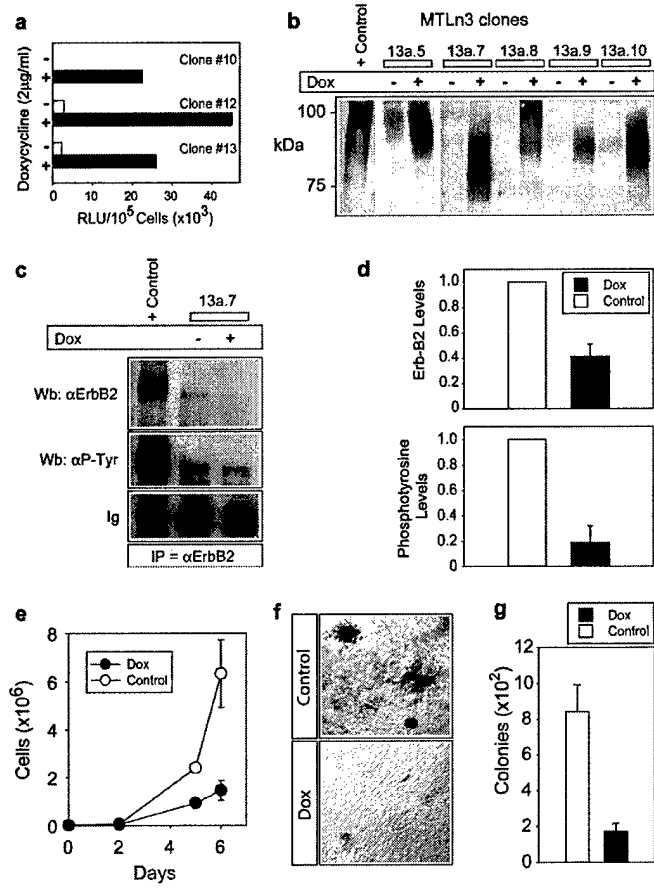 a
Doxycycline (2µg/ml)
-
+
Clone #10
-
+
Clone #12
-
+
Clone #13
0 10 20 30 40
RLU/10^5 Cells (x10^3)
b
MTLn3 clones
+ Control
13a.5 13a.7 13a.8 13a.9 13a.10
Dox - + - + - + - + - +
100
kDa
75
c
+ Control
13a.7
Dox - +
Wb: αErbB2
Wb: αP-Tyr
Ig
IP = αErbB2
d
Dox
Control
Erb-B2 Levels
1.0
0.8
0.6
0.4
0.2
0
Phosphotyrosine Levels
1.0
0.8
0.6
0.4
0.2
0
e
Cells (x10^6)
8
6
4
2
0
Dox
Control
0 2 4 6
Days
f
Control
Dox
g
Dox
Control
Colonies (x10^2)
12
10
8
6
4
2
0